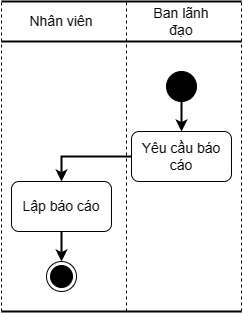 Nhân viên
Ban lãnh
đạo
Yêu cầu báo
cáo
Lập báo cáo